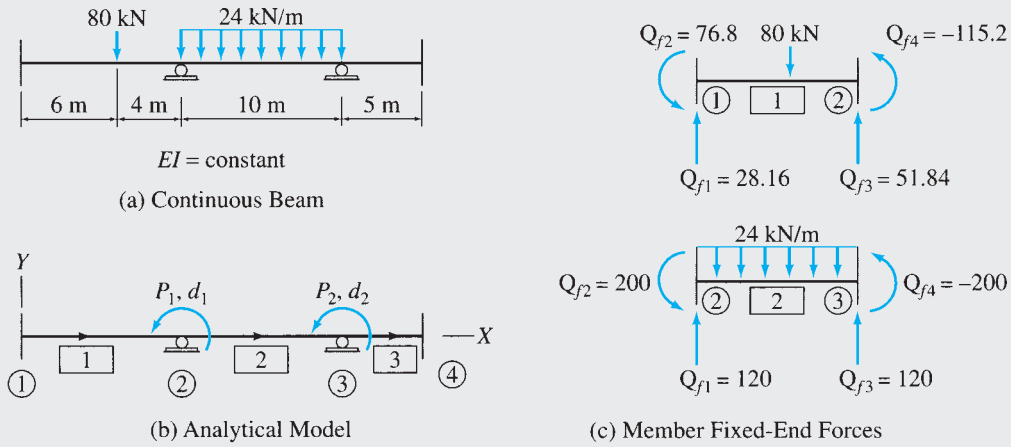 80 kN
24 kN/m
6 m
4 m
10 m
5 m
EI = constant
(a) Continuous Beam
Y
P₁, d₁
P₂, d₂
X
1
2
3
1
2
3
4
(b) Analytical Model
Qf2 = 76.8
80 kN
Qf4 = −115.2
1
1
2
Qf1 = 28.16
Qf3 = 51.84
24 kN/m
Qf2 = 200
2
2
3
Qf4 = −200
Qf1 = 120
Qf3 = 120
(c) Member Fixed-End Forces